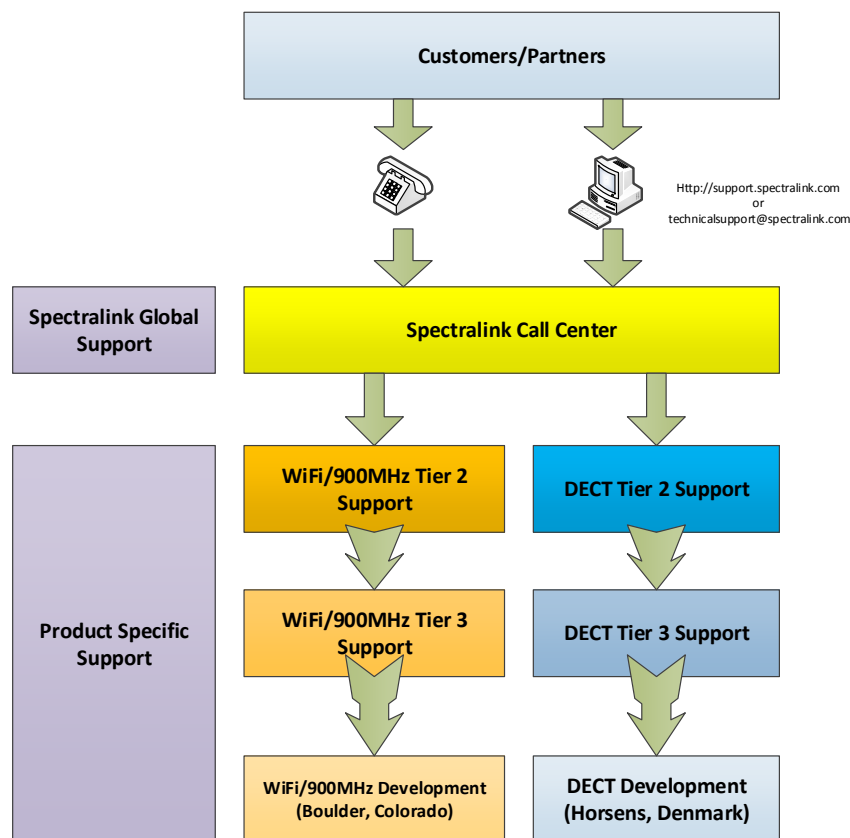 Customers/Partners
Http://support.spectralink.com
or
technicalsupport@spectralink.com
Spectralink Global
Support
Spectralink Call Center
Product Specific
Support
WiFi/900MHz Tier 2
Support
DECT Tier 2 Support
WiFi/900MHz Tier 3
Support
DECT Tier 3 Support
WiFi/900MHz Development
(Boulder, Colorado)
DECT Development
(Horsens, Denmark)